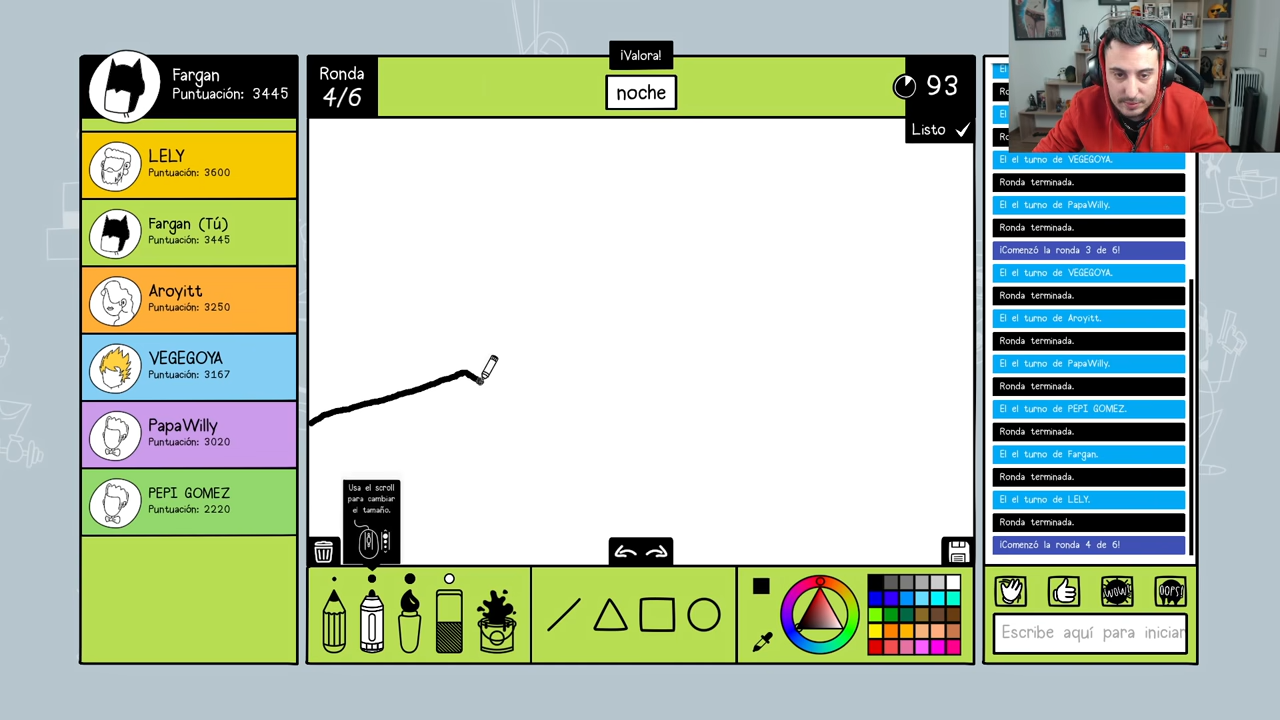 Fargan
Puntuación: 3445
LELY
Puntuación: 3600
Fargan (Tú)
Puntuación: 3445
Aroyitt
Puntuación: 3250
VEGEGOYA
Puntuación: 3167
PapaWilly
Puntuación: 3020
PEPI GOMEZ
Puntuación: 2220
Ronda
4/6
¡Valora!
noche
93
Listo
Usa el scroll
para cambiar
el tamaño.
El el turno de VEGEGOYA.
Ronda terminada.
El el turno de PapaWilly.
Ronda terminada.
¡Comenzó la ronda 3 de 6!
El el turno de VEGEGOYA.
Ronda terminada.
El el turno de Aroyitt.
Ronda terminada.
El el turno de PapaWilly.
Ronda terminada.
El el turno de PEPI GOMEZ.
Ronda terminada.
El el turno de Fargan.
Ronda terminada.
El el turno de LELY.
Ronda terminada.
¡Comenzó la ronda 4 de 6!
WOW!
OOPS!
Escribe aquí para iniciar